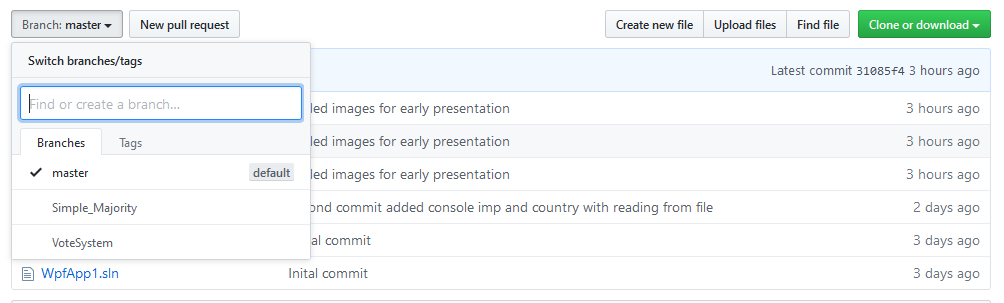 Branch: master
New pull request
Create new file
Upload files
Find file
Clone or download
Switch branches/tags
Latest commit 31085f4 3 hours ago
Find or create a branch...
ed images for early presentation
3 hours ago
Branches
Tags
ed images for early presentation
3 hours ago
master
default
ed images for early presentation
3 hours ago
Simple_Majority
ond commit added console imp and country with reading from file
2 days ago
VoteSystem
al commit
3 days ago
WpfApp1.sln
Inital commit
3 days ago